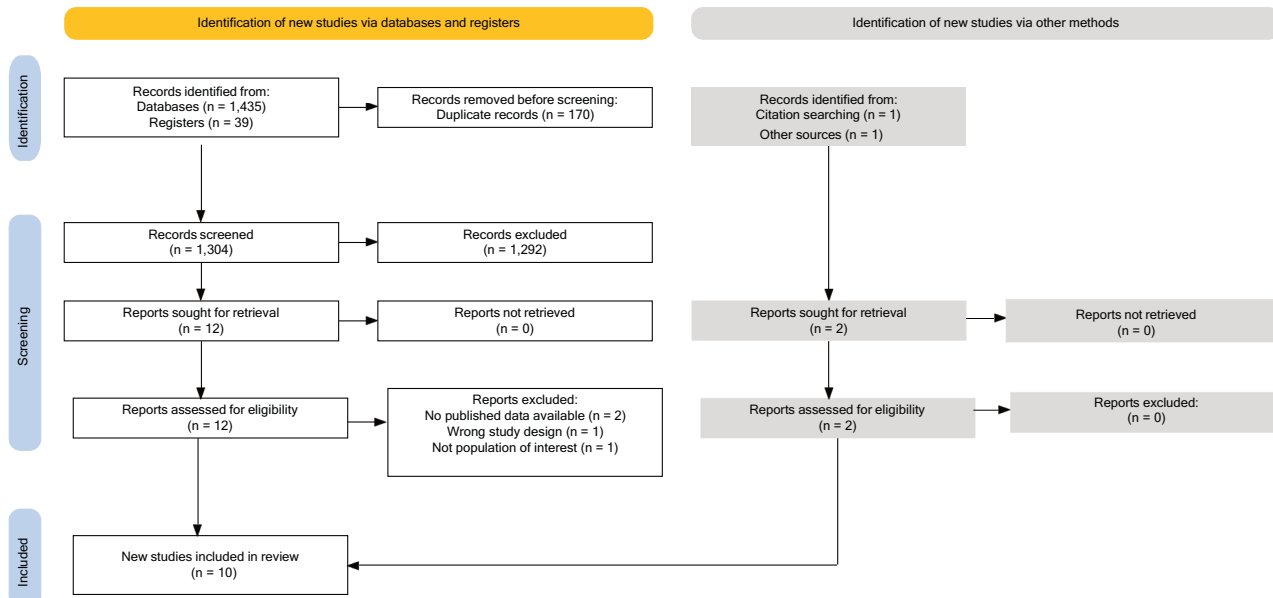 Identification of new studies via databases and registers
Identification of new studies via other methods
Identification
Records identified from:
Databases (n = 1,435)
Registers (n = 39)
Records removed before screening:
Duplicate records (n = 170)
Records identified from:
Citation searching (n = 1)
Other sources (n = 1)
Screening
Records screened
(n = 1,304)
Records excluded
(n = 1,292)
Reports sought for retrieval
(n = 12)
Reports not retrieved
(n = 0)
Reports sought for retrieval
(n = 2)
Reports not retrieved
(n = 0)
Reports assessed for eligibility
(n = 12)
Reports excluded:
No published data available (n = 2)
Wrong study design (n = 1)
Not population of interest (n = 1)
Reports assessed for eligibility
(n = 2)
Reports excluded:
(n = 0)
Included
New studies included in review
(n = 10)